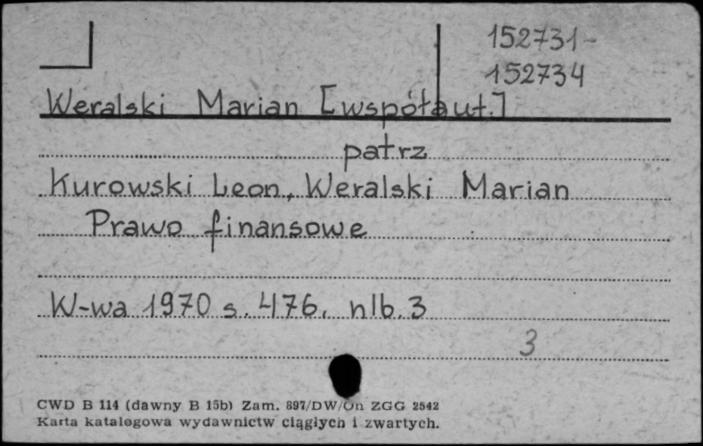 152731-
152734
Weralski Marian [współaut.]
patrz
Kurowski Leon, Weralski Marian
Prawo finansowe
W-wa 1970 s. 476, nlb. 3
3
CWD B 114 (dawny B 15b) Zam. 897/DW/On ZGG 2542
Karta katalogowa wydawnictw ciągłych i zwartych.